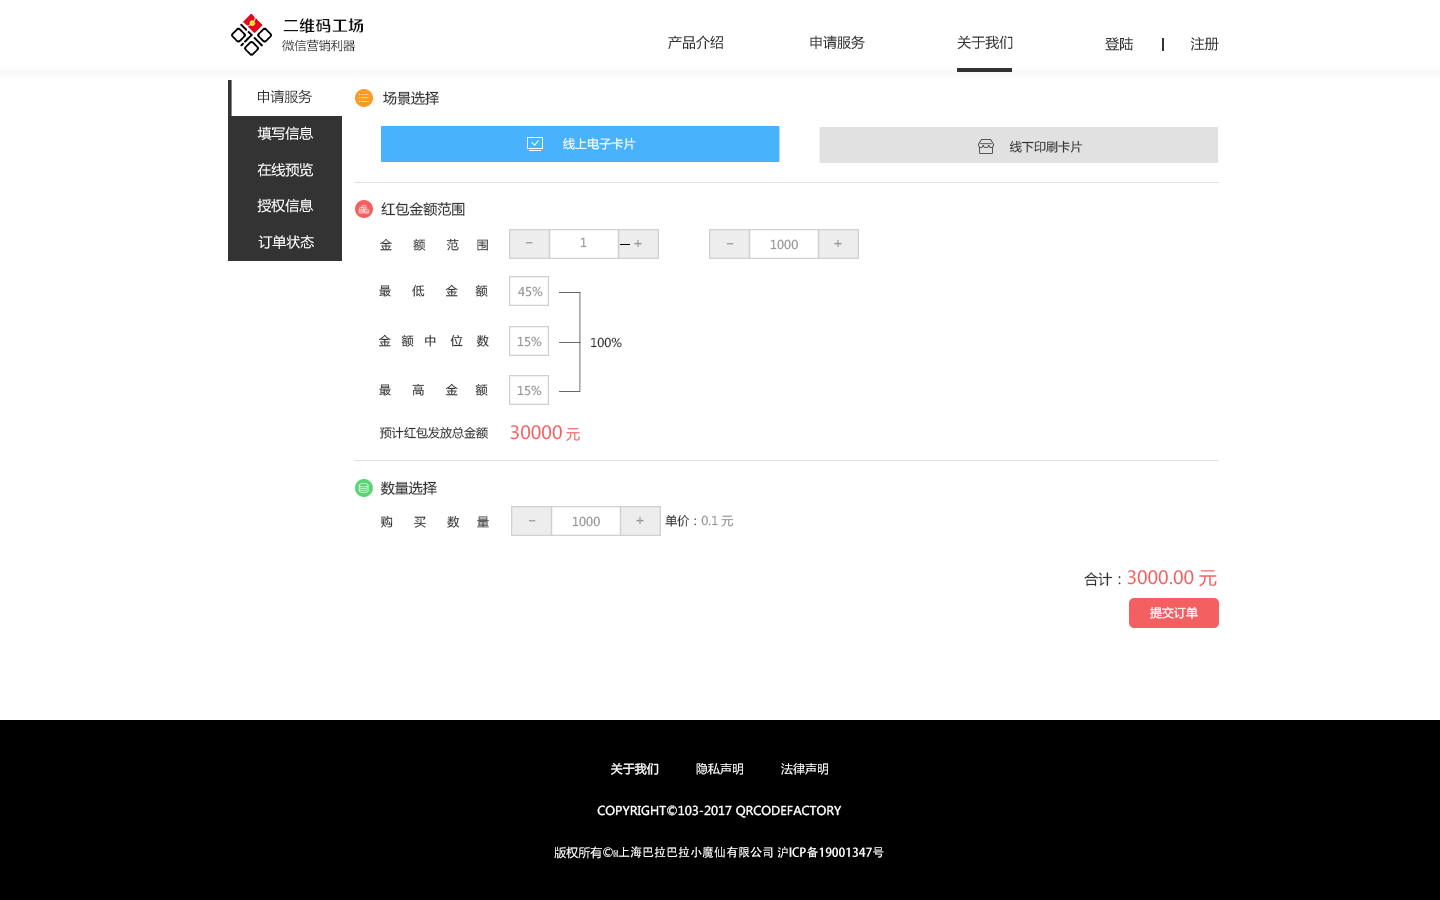 二维码工场
微信营销利器
产品介绍 申请服务 关于我们 登陆 | 注册
申请服务
填写信息
在线预览
授权信息
订单状态
场景选择
线上电子卡片 线下印刷卡片
红包金额范围
金额范围 − 1 + − 1000 +
最低金额 45%
金额中位数 15% 100%
最高金额 15%
预计红包发放总金额 30000 元
数量选择
购买数量 − 1000 + 单价：0.1 元
合计：3000.00 元
提交订单
关于我们 隐私声明 法律声明
COPYRIGHT©103-2017 QRCODEFACTORY
版权所有©上海巴拉巴拉小魔仙有限公司 沪ICP备19001347号